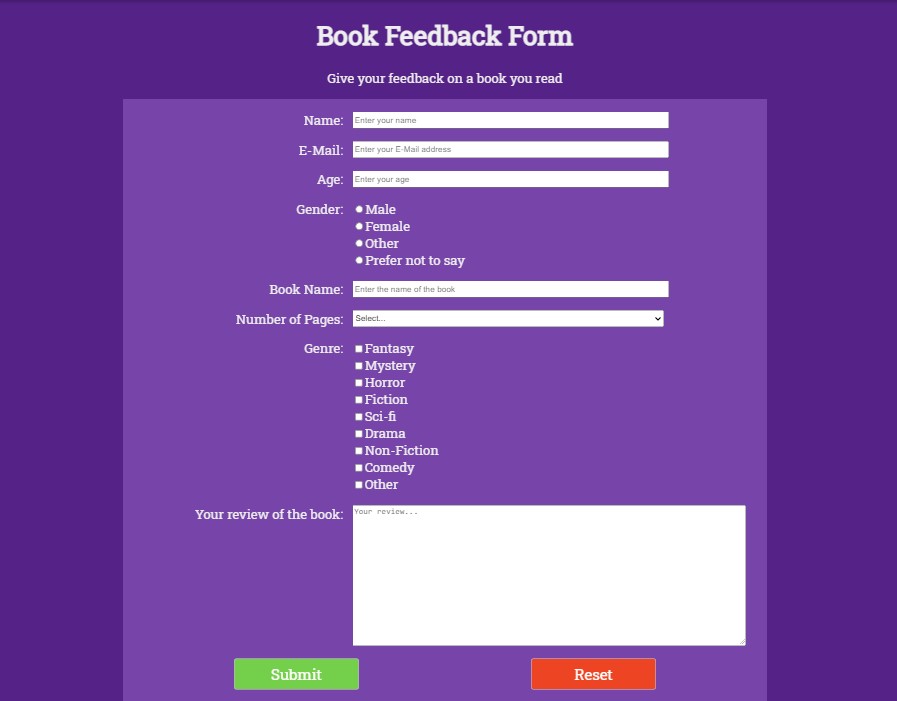 Book Feedback Form
Give your feedback on a book you read
Name: Enter your name
E-Mail: Enter your E-Mail address
Age: Enter your age
Gender: Male
Female
Other
Prefer not to say
Book Name: Enter the name of the book
Number of Pages: Select...
Genre: Fantasy
Mystery
Horror
Fiction
Sci-fi
Drama
Non-Fiction
Comedy
Other
Your review of the book: Your review...
Submit Reset